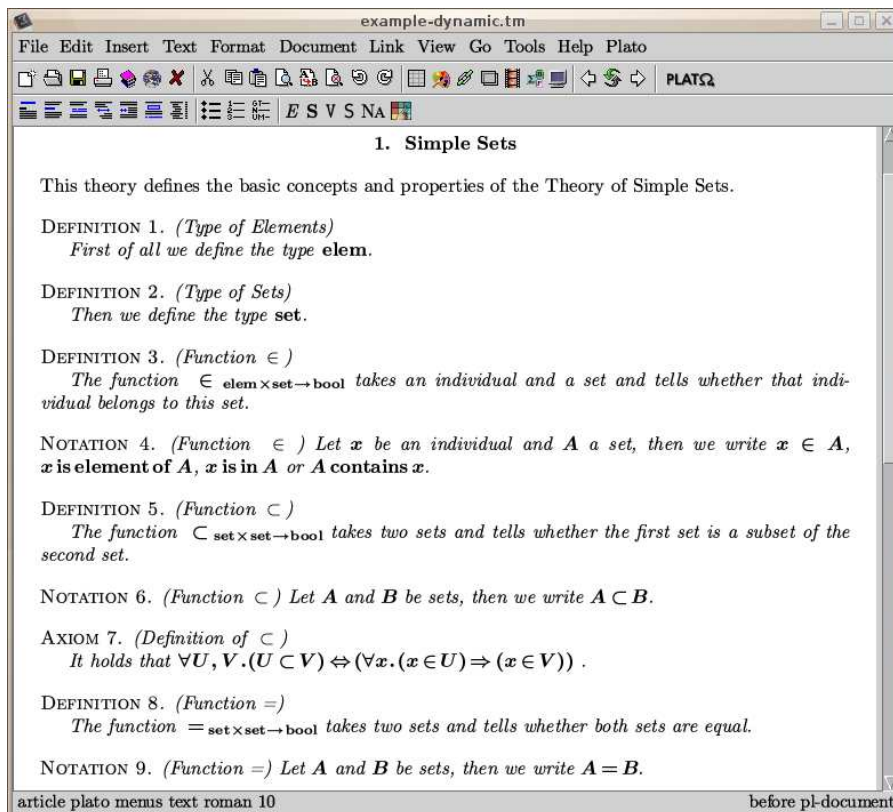 example-dynamic.tm
File Edit Insert Text Format Document Link View Go Tools Help Plato
PLATΩ
E S V S NA
1. Simple Sets
This theory defines the basic concepts and properties of the Theory of Simple Sets.
DEFINITION 1. (Type of Elements)
First of all we define the type elem.
DEFINITION 2. (Type of Sets)
Then we define the type set.
DEFINITION 3. (Function ∈ )
The function ∈ elem×set→bool takes an individual and a set and tells whether that indi-
vidual belongs to this set.
NOTATION 4. (Function ∈ ) Let x be an individual and A a set, then we write x ∈ A,
x is element of A, x is in A or A contains x.
DEFINITION 5. (Function ⊂ )
The function ⊂ set×set→bool takes two sets and tells whether the first set is a subset of the
second set.
NOTATION 6. (Function ⊂ ) Let A and B be sets, then we write A ⊂ B.
AXIOM 7. (Definition of ⊂ )
It holds that ∀U, V.(U ⊂ V) ⇔ (∀x.(x ∈ U) ⇒ (x ∈ V)) .
DEFINITION 8. (Function =)
The function = set×set→bool takes two sets and tells whether both sets are equal.
NOTATION 9. (Function =) Let A and B be sets, then we write A = B.
article plato menus text roman 10 before pl-document